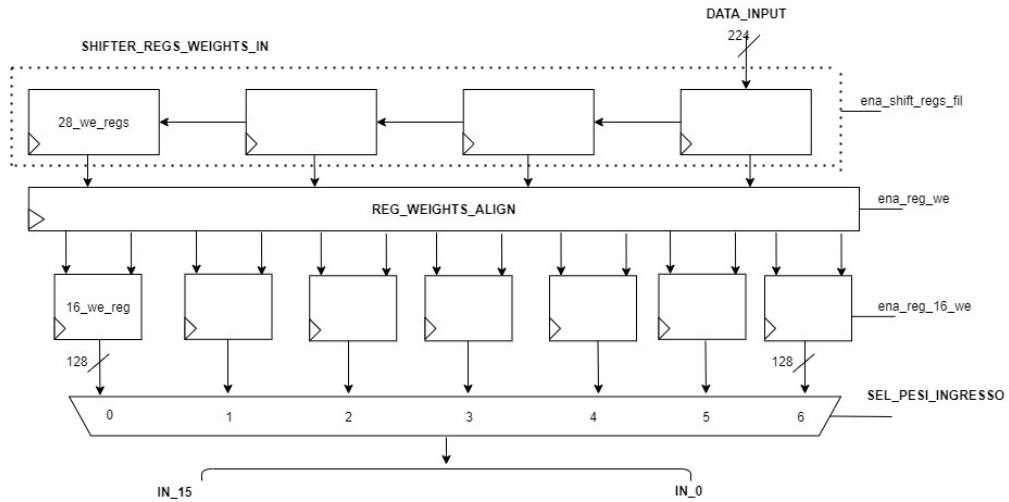 DATA_INPUT
224
SHIFTER_REGS_WEIGHTS_IN
28_we_regs
ena_shift_regs_fil
REG_WEIGHTS_ALIGN
ena_reg_we
16_we_reg
ena_reg_16_we
128
128
SEL_PESI_INGRESSO
0 1 2 3 4 5 6
IN_15
IN_0